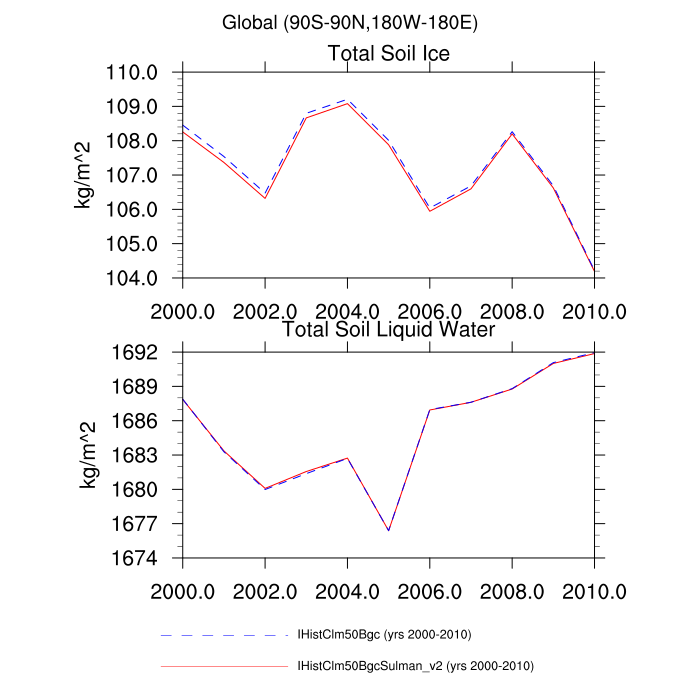 Global (90S-90N,180W-180E)
Total Soil Ice
110.0
109.0
108.0
107.0
106.0
105.0
104.0
kg/m^2
2000.0 2002.0 2004.0 2006.0 2008.0 2010.0
Total Soil Liquid Water
1692
1689
1686
1683
1680
1677
1674
kg/m^2
2000.0 2002.0 2004.0 2006.0 2008.0 2010.0
IHistClm50Bgc (yrs 2000-2010)
IHistClm50BgcSulman_v2 (yrs 2000-2010)